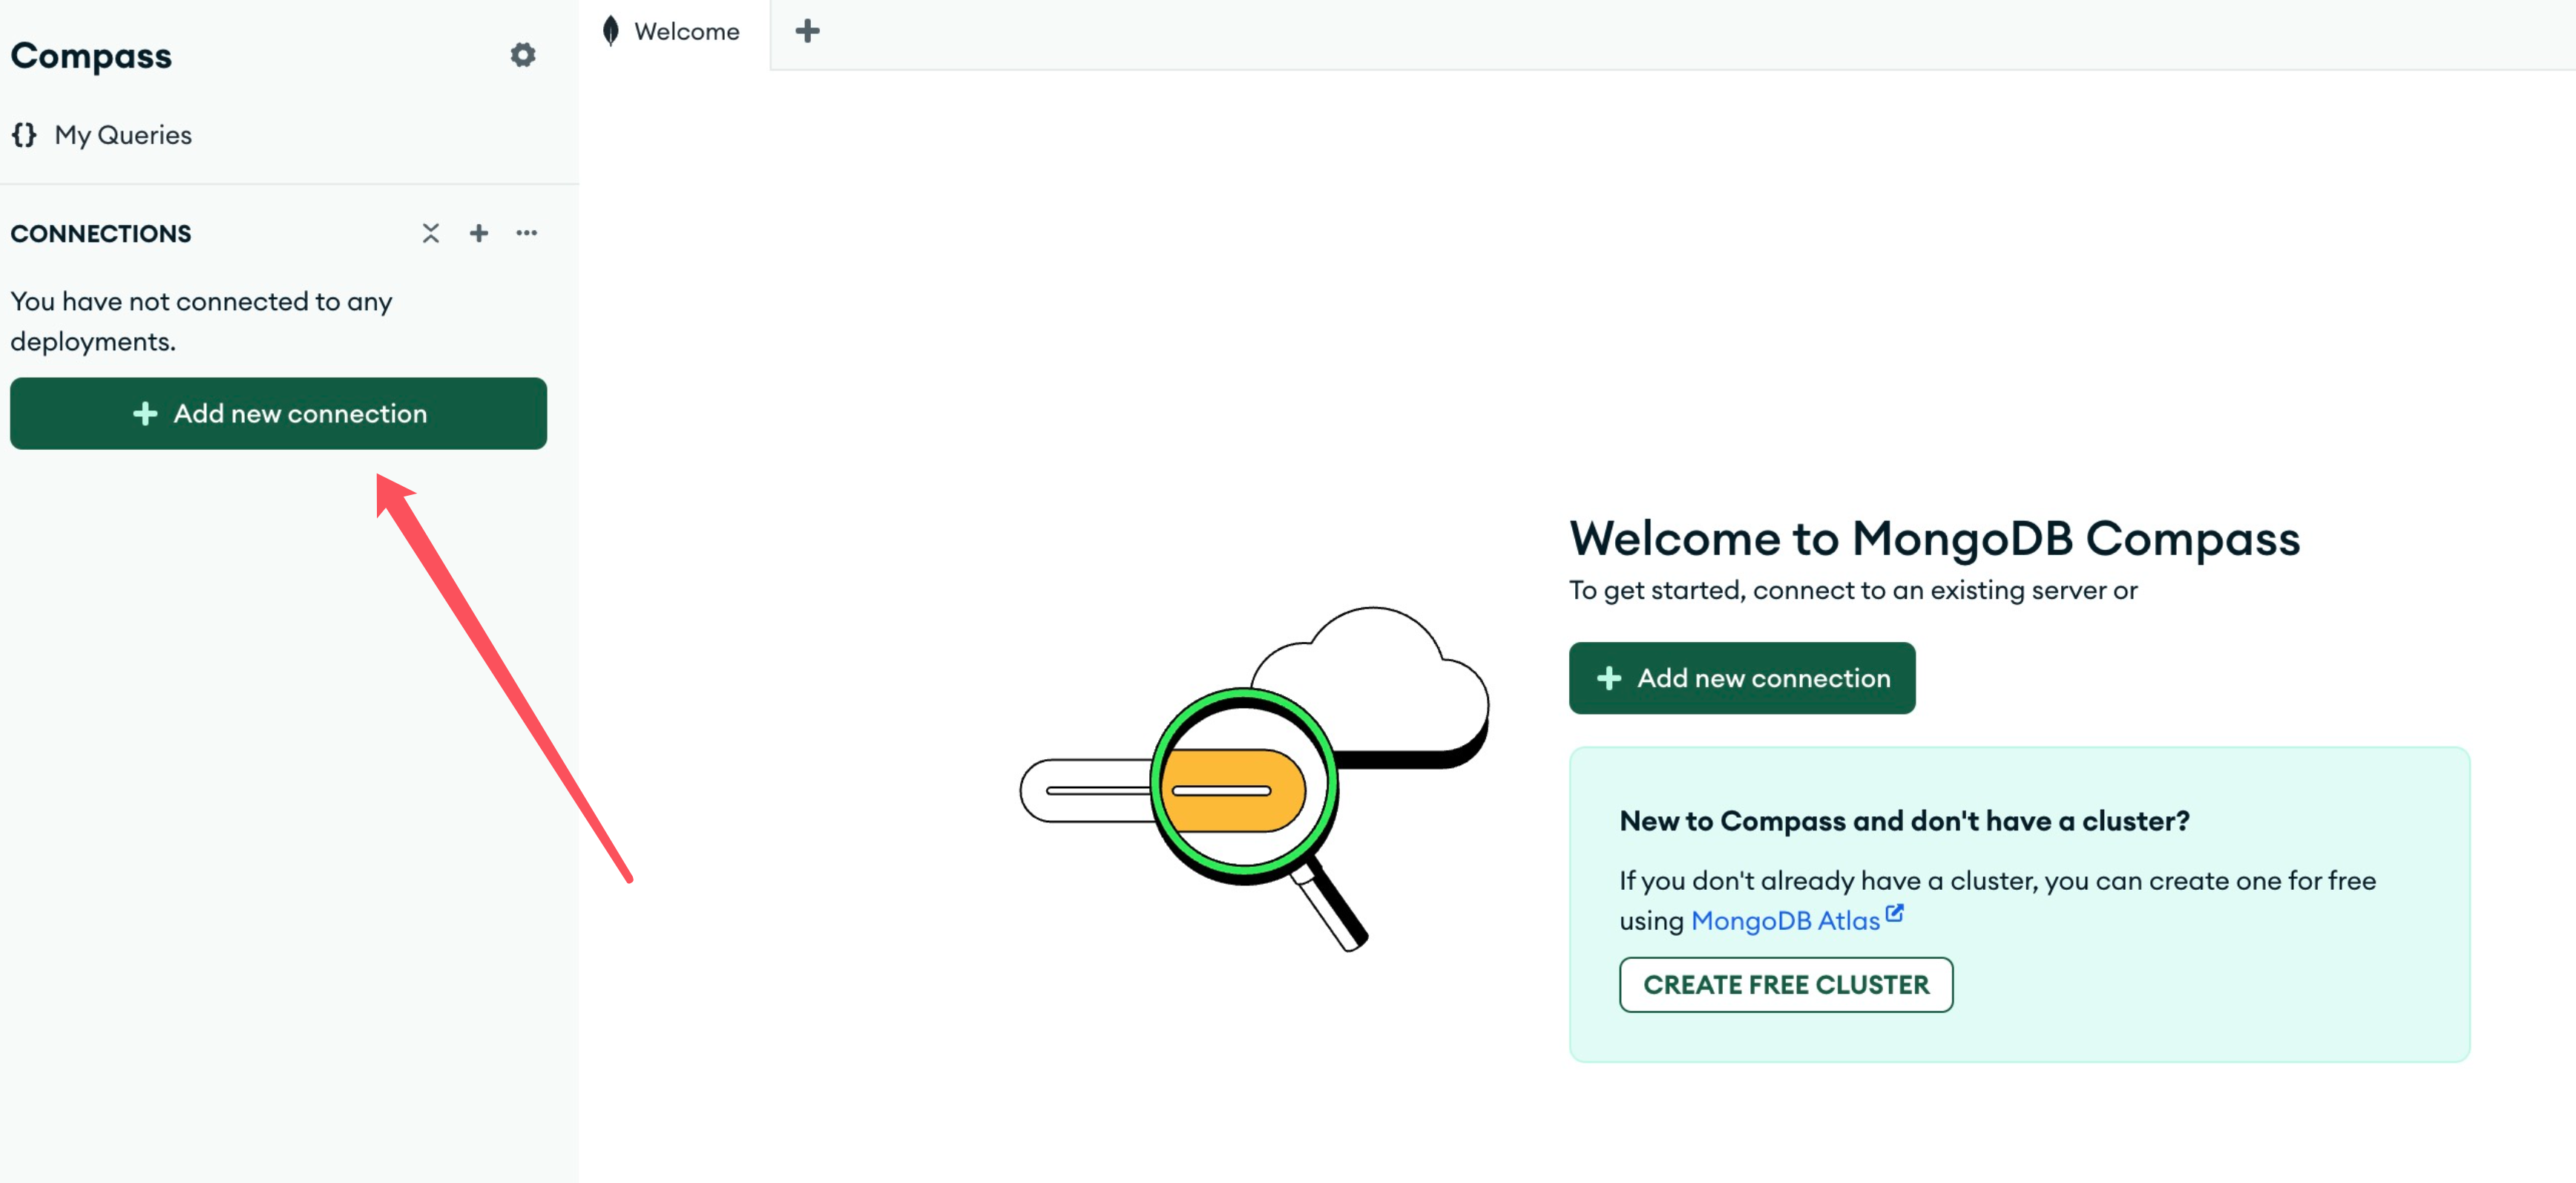 Compass
{} My Queries
CONNECTIONS
You have not connected to any
deployments.
+ Add new connection
Welcome
Welcome to MongoDB Compass
To get started, connect to an existing server or
+ Add new connection
New to Compass and don't have a cluster?
If you don't already have a cluster, you can create one for free
using MongoDB Atlas
CREATE FREE CLUSTER